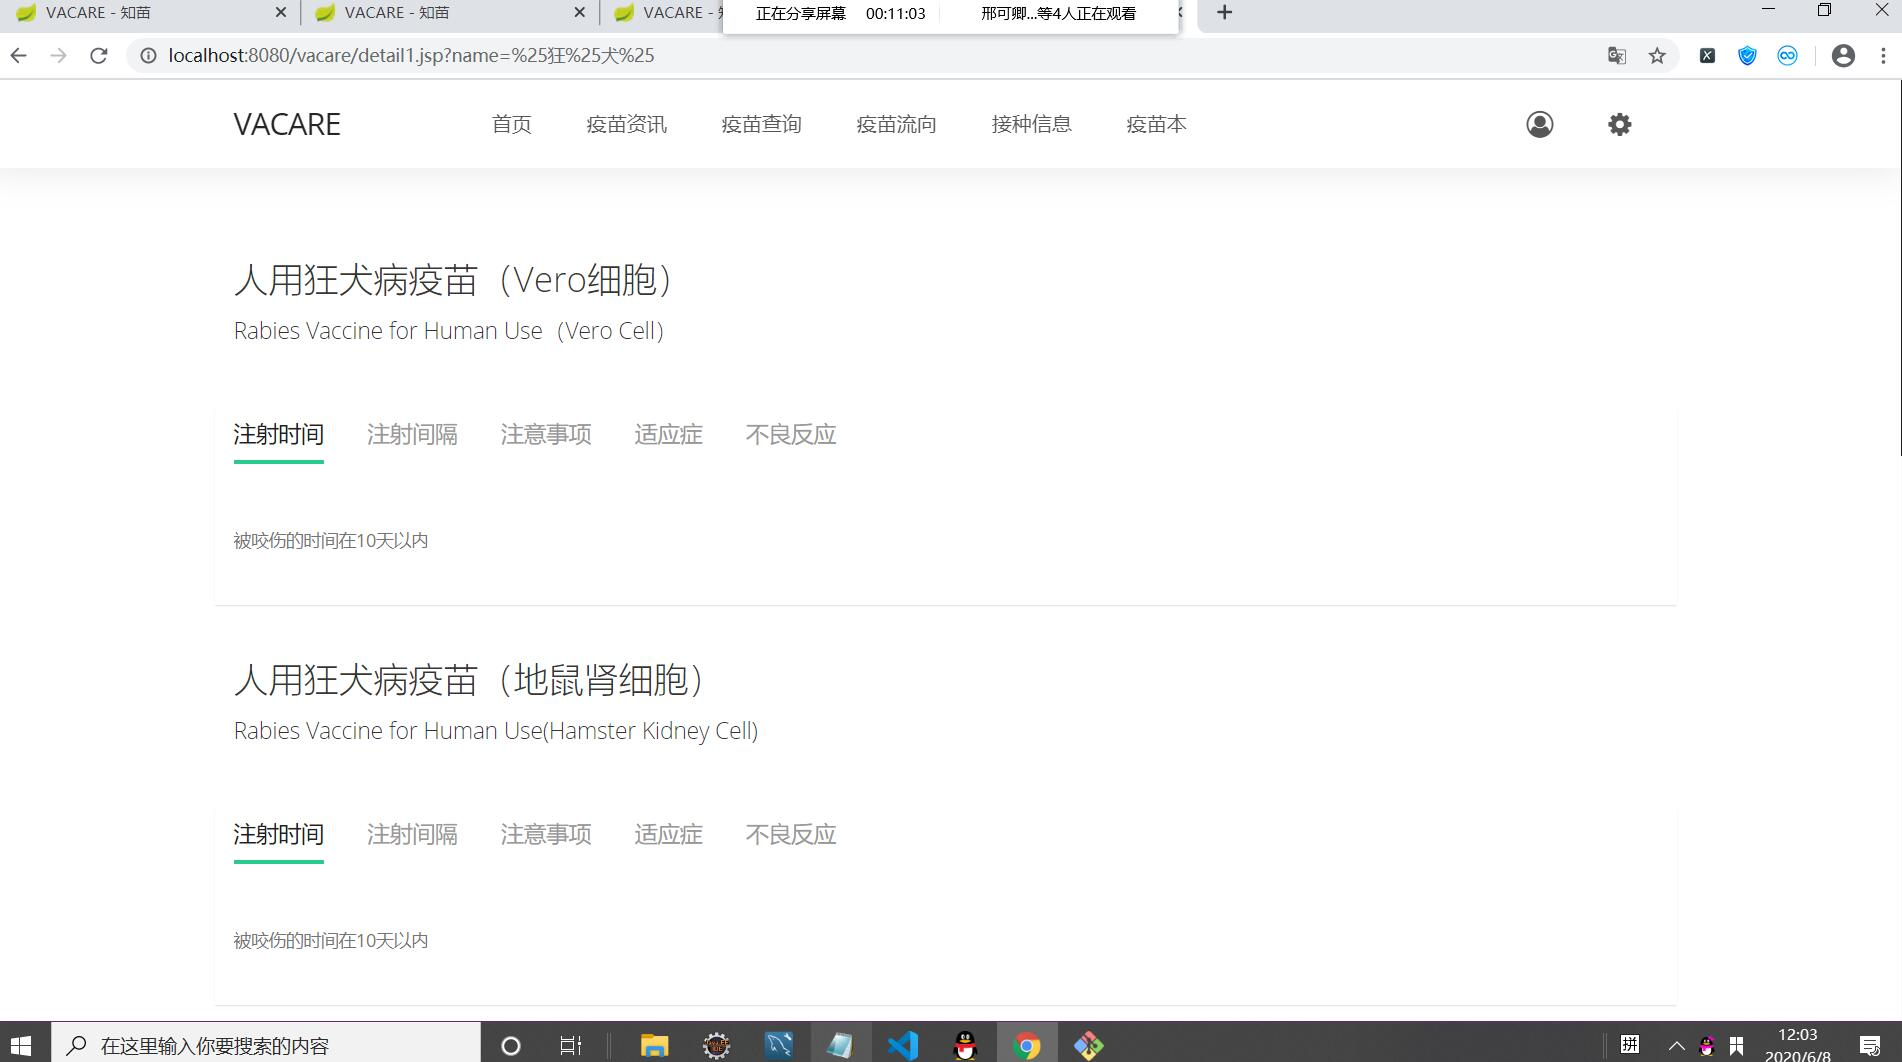 VACARE - 知苗
VACARE - 知苗
VACARE -
正在分享屏幕 00:11:03 邢可卿...等4人正在观看
localhost:8080/vacare/detail1.jsp?name=%25狂%25犬%25
VACARE 首页 疫苗资讯 疫苗查询 疫苗流向 接种信息 疫苗本
人用狂犬病疫苗（Vero细胞）
Rabies Vaccine for Human Use（Vero Cell）
注射时间 注射间隔 注意事项 适应症 不良反应
被咬伤的时间在10天以内
人用狂犬病疫苗（地鼠肾细胞）
Rabies Vaccine for Human Use(Hamster Kidney Cell)
注射时间 注射间隔 注意事项 适应症 不良反应
被咬伤的时间在10天以内
在这里输入你要搜索的内容
拼
12:03
2020/6/8